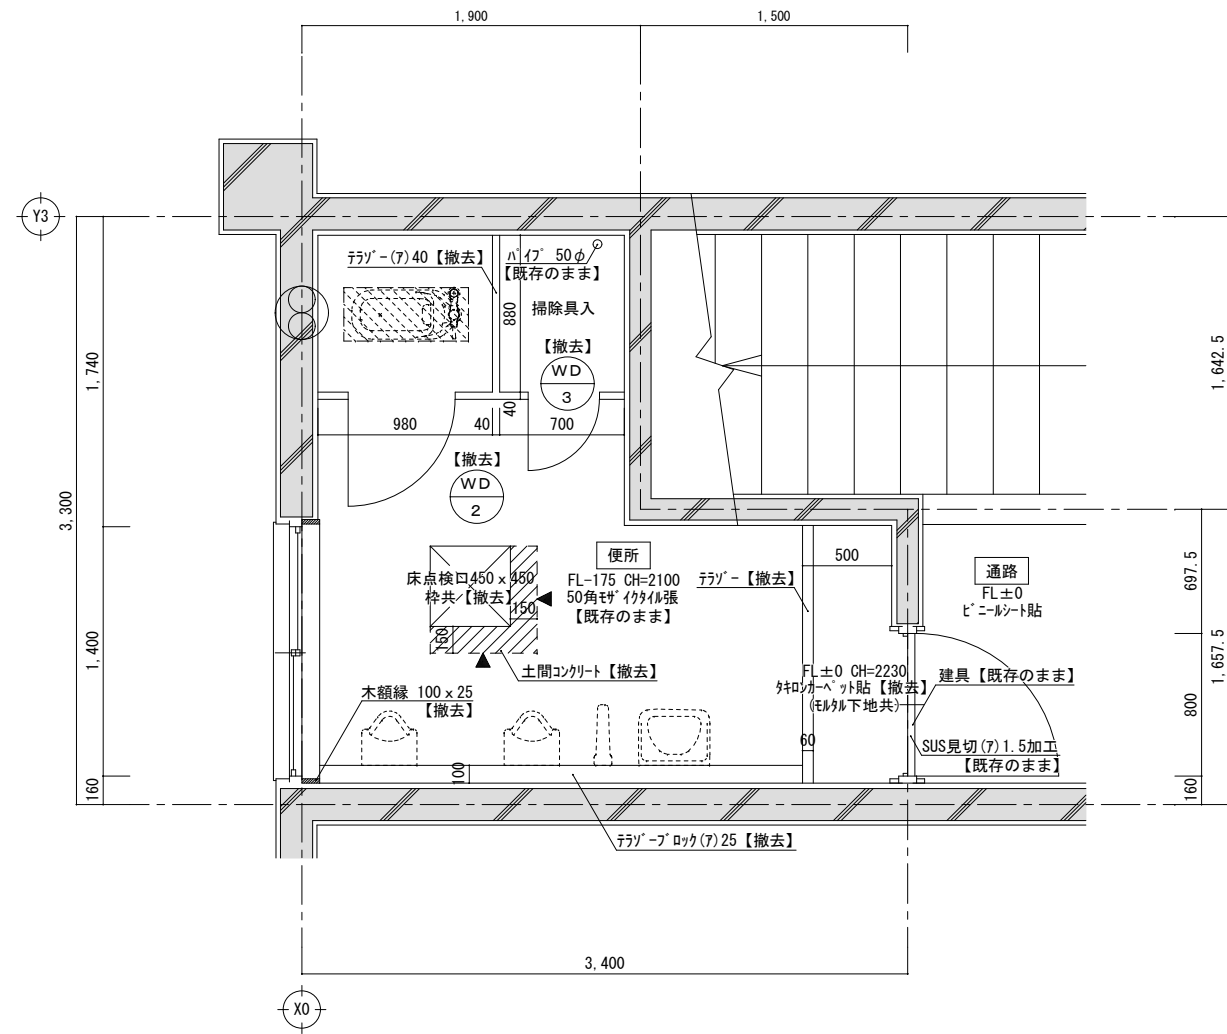 1,900
1,500
Y3
1,740
3,300
1,400
160
ﾃﾗｿﾞｰ(ｱ)40【撤去】
ﾊﾟｲﾌﾟ 50φ
【既存のまま】
880
掃除具入
【撤去】
WD
3
40
980
40
700
【撤去】
WD
2
1,642.5
便所
FL-175 CH=2100
50角ﾓｻﾞｲｸﾀｲﾙ張
【既存のまま】
床点検口450ｘ450
枠共【撤去】
150
150
土間ｺﾝｸﾘｰﾄ【撤去】
ﾃﾗｿﾞｰ【撤去】
500
通路
FL±0
ﾋﾞﾆｰﾙｼｰﾄ貼
697.5
1,657.5
800
160
FL±0 CH=2230
ﾀｷﾛﾝｶｰﾍﾟｯﾄ貼【撤去】
(ﾓﾙﾀﾙ下地共)
建具【既存のまま】
SUS見切(ｱ)1.5加工
【既存のまま】
木額縁 100ｘ25
【撤去】
60
100
ﾃﾗｿﾞｰﾌﾞﾛｯｸ(ｱ)25【撤去】
3,400
X0